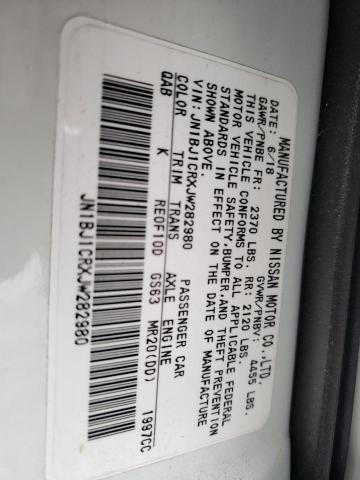 MANUFACTURED BY NISSAN MOTOR CO.,LTD.
DATE: 6/18 GVWR/PNBV: 4455 LBS.
GAWR/PNBE FR: 2370 LBS. RR: 2120 LBS.
THIS VEHICLE CONFORMS TO ALL APPLICABLE FEDERAL
MOTOR VEHICLE SAFETY,BUMPER,AND THEFT PREVENTION
STANDARDS IN EFFECT ON THE DATE OF MANUFACTURE
SHOWN ABOVE.
VIN: JN1BJ1CRXJW282980 PASSENGER CAR
COLOR TRIM TRANS AXLE ENGINE
QAB K RE0F10D GS63 MR20(DD) 1997CC
JN1BJ1CRXJW282980